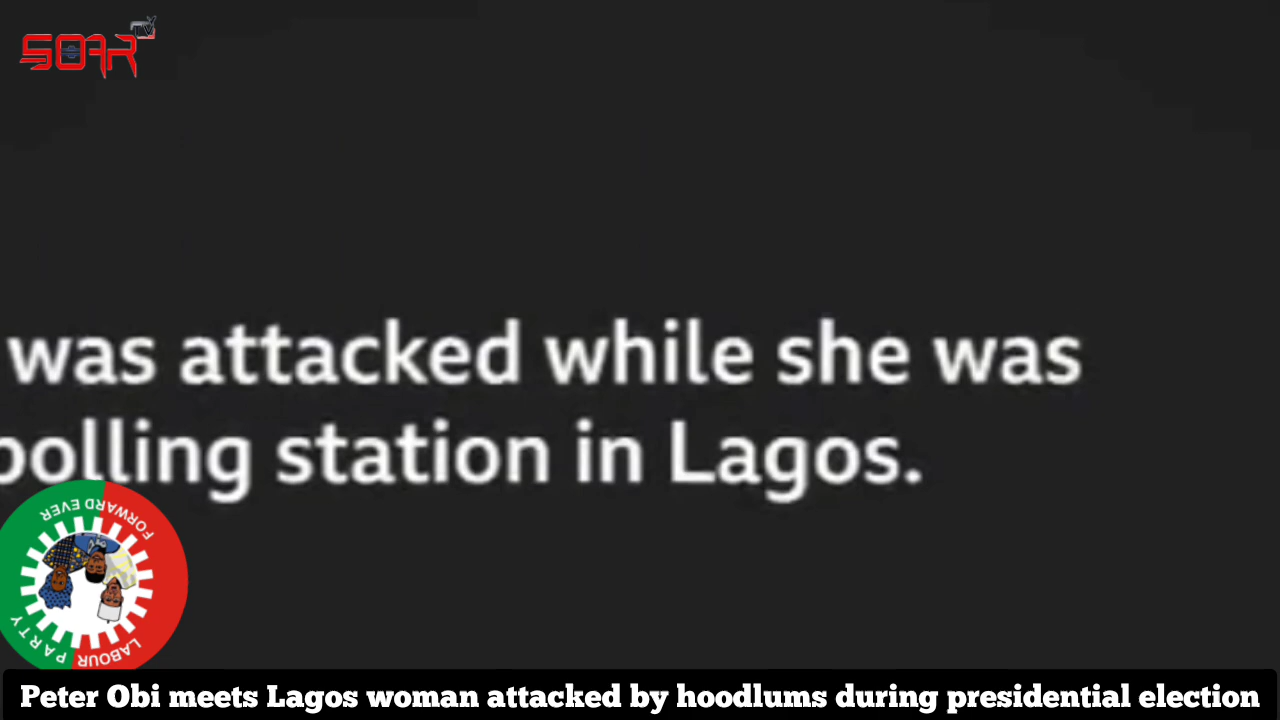 SOAR
TV
was attacked while she was
polling station in Lagos.
FORWARD EVER
LABOUR PARTY
Peter Obi meets Lagos woman attacked by hoodlums during presidential election